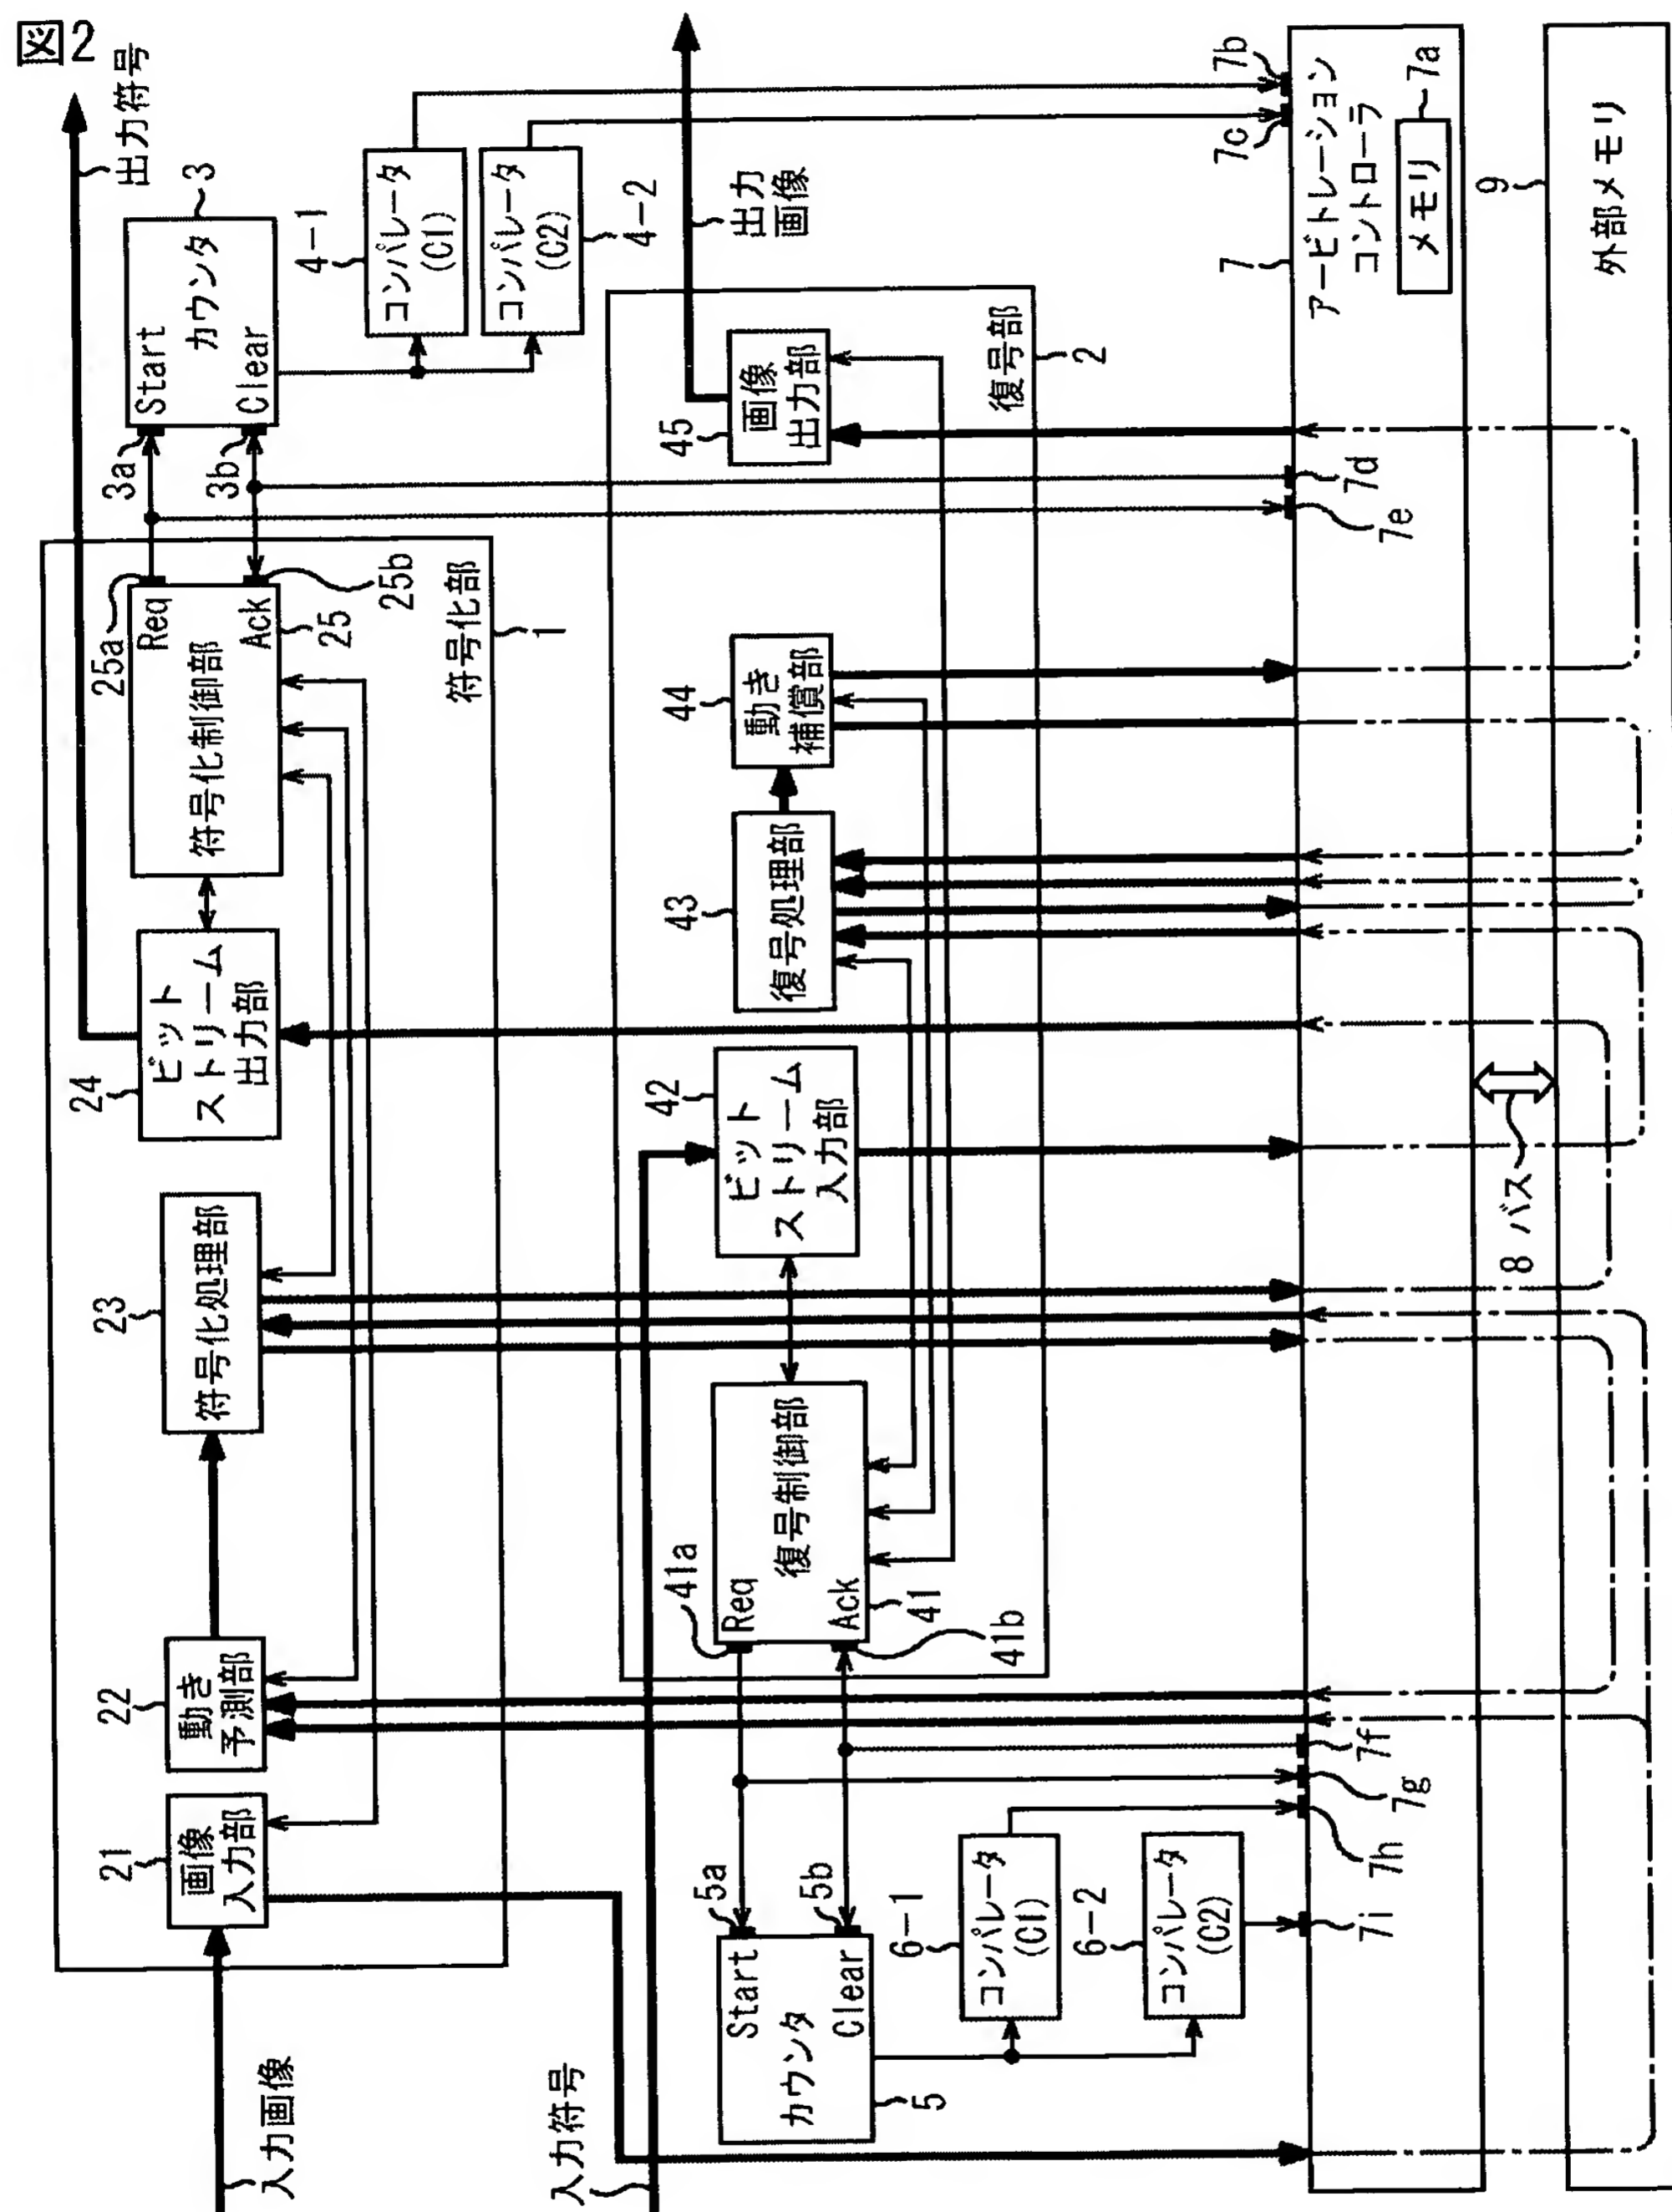 図2
入力画像
21
画像
入力部
22
動き
予測部
23
符号化処理部
24
ビット
ストリーム
出力部
25a
Req
符号化制御部
Ack
25
25b
符号化部
1
出力符号
3a
3b
Start
カウンタ
Clear
3
4-1
コンパレータ
(C1)
コンパレータ
(C2)
4-2
入力符号
5
カウンタ
Start
Clear
5a
5b
6-1
コンパレータ
(C1)
6-2
コンパレータ
(C2)
41a
Req
復号制御部
Ack
41
41b
42
ビット
ストリーム
入力部
43
復号処理部
44
動き
補償部
45
画像
出力部
復号部
2
出力
画像
7i
7h
7g
7f
7e
7d
7c
7b
7
アービトレーション
コントローラ
メモリ
7a
8 バス
9
外部メモリ